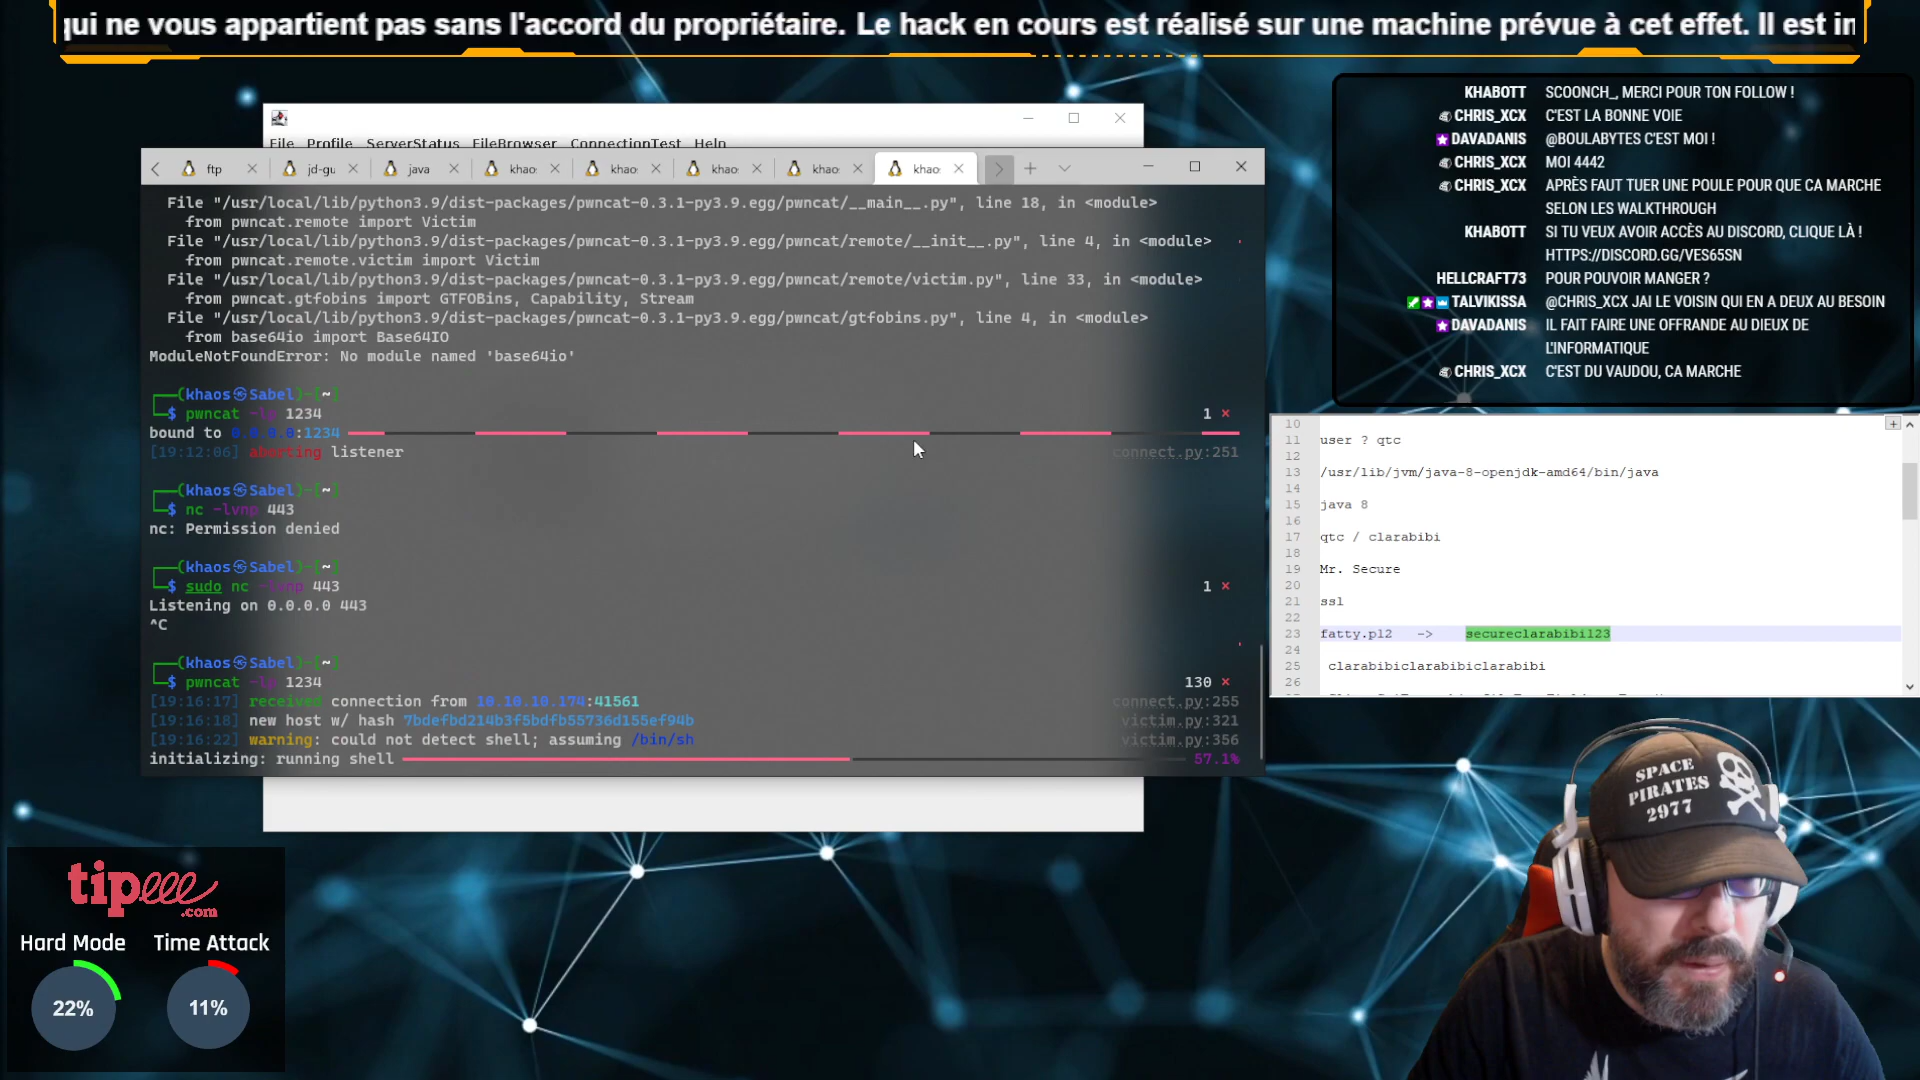 qui ne vous appartient pas sans l'accord du propriétaire. Le hack en cours est réalisé sur une machine prévue à cet effet. Il est in
File Profile ServerStatus FileBrowser ConnectionTest Help
ftp jd-gu java khao: khao: khao: khao: khao:
File "/usr/local/lib/python3.9/dist-packages/pwncat-0.3.1-py3.9.egg/pwncat/__main__.py", line 18, in <module>
from pwncat.remote import Victim
File "/usr/local/lib/python3.9/dist-packages/pwncat-0.3.1-py3.9.egg/pwncat/remote/__init__.py", line 4, in <module>
from pwncat.remote.victim import Victim
File "/usr/local/lib/python3.9/dist-packages/pwncat-0.3.1-py3.9.egg/pwncat/remote/victim.py", line 33, in <module>
from pwncat.gtfobins import GTFOBins, Capability, Stream
File "/usr/local/lib/python3.9/dist-packages/pwncat-0.3.1-py3.9.egg/pwncat/gtfobins.py", line 4, in <module>
from base64io import Base64IO
ModuleNotFoundError: No module named 'base64io'
(khaos㉿Sabel)-[~]
$ pwncat -lp 1234 1 ×
bound to 0.0.0.0:1234
[19:12:06] aborting listener connect.py:251
(khaos㉿Sabel)-[~]
$ nc -lvnp 443
nc: Permission denied
(khaos㉿Sabel)-[~]
$ sudo nc -lvnp 443 1 ×
Listening on 0.0.0.0 443
^C
(khaos㉿Sabel)-[~]
$ pwncat -lp 1234 130 ×
[19:16:17] received connection from 10.10.10.174:41561 connect.py:255
[19:16:18] new host w/ hash 7bdefbd214b3f5bdfb55736d155ef94b victim.py:321
[19:16:22] warning: could not detect shell; assuming /bin/sh victim.py:356
initializing: running shell 57.1%
KHABOTT SCOONCH_, MERCI POUR TON FOLLOW !
CHRIS_XCX C'EST LA BONNE VOIE
DAVADANIS @BOULABYTES C'EST MOI !
CHRIS_XCX MOI 4442
CHRIS_XCX APRÈS FAUT TUER UNE POULE POUR QUE CA MARCHE
SELON LES WALKTHROUGH
KHABOTT SI TU VEUX AVOIR ACCÈS AU DISCORD, CLIQUE LÀ !
HTTPS://DISCORD.GG/VES65SN
HELLCRAFT73 POUR POUVOIR MANGER ?
TALVIKISSA @CHRIS_XCX JAI LE VOISIN QUI EN A DEUX AU BESOIN
DAVADANIS IL FAIT FAIRE UNE OFFRANDE AU DIEUX DE
L'INFORMATIQUE
CHRIS_XCX C'EST DU VAUDOU, CA MARCHE
10
11 user ? qtc
12
13 /usr/lib/jvm/java-8-openjdk-amd64/bin/java
14
15 java 8
16
17 qtc / clarabibi
18
19 Mr. Secure
20
21 ssl
22
23 fatty.p12 -> secureclarabibi123
24
25 clarabibiclarabibiclarabibi
26
SPACE
PIRATES
2977
tipeee
.com
Hard Mode Time Attack
22% 11%